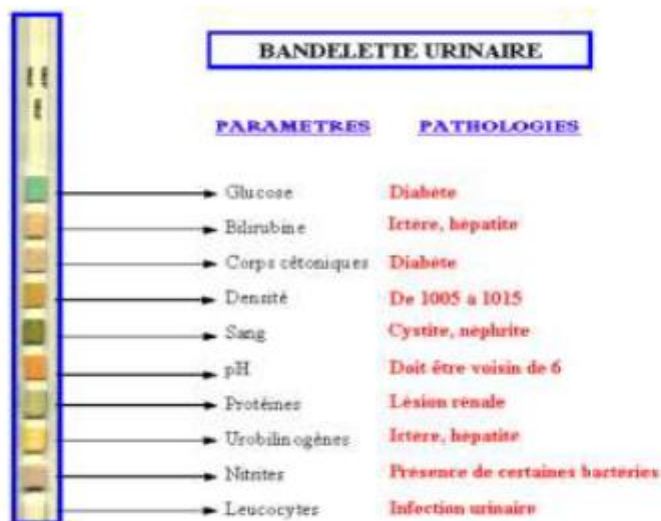 BANDELETTE URINAIRE
PARAMETRES PATHOLOGIES
Glucose Diabète
Bilirubine Ictère, hépatite
Corps cétoniques Diabète
Densité De 1005 à 1015
Sang Cystite, néphrite
pH Doit être voisin de 6
Protéines Lésion rénale
Urobilinogènes Ictère, hépatite
Nitrites Présence de certaines bactéries
Leucocytes Infection urinaire